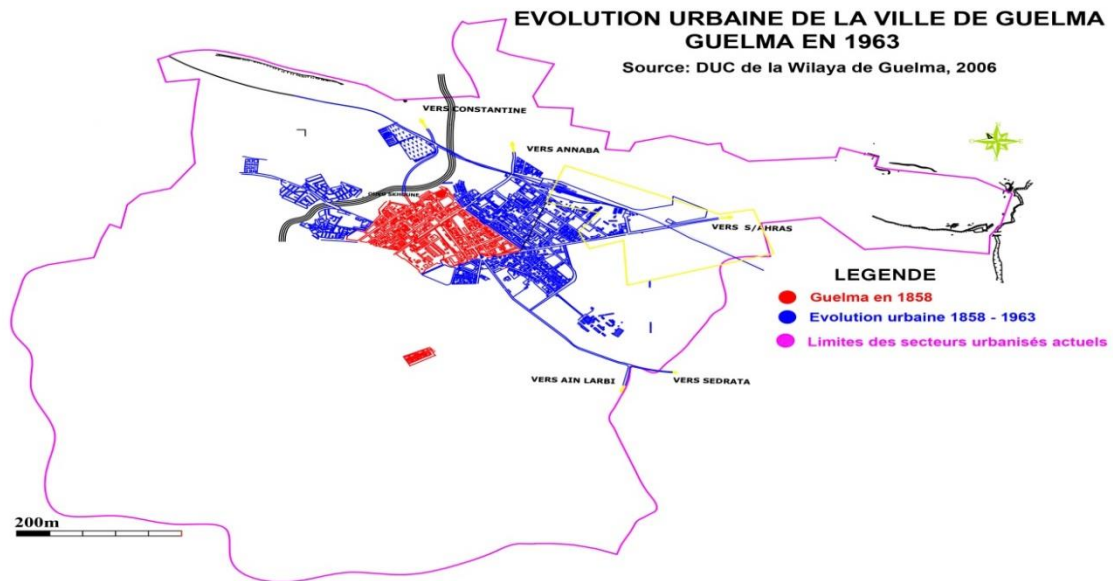 EVOLUTION URBAINE DE LA VILLE DE GUELMA
GUELMA EN 1963
Source: DUC de la Wilaya de Guelma, 2006
VERS CONSTANTINE
VERS ANNABA
OUED SKHOUNE
VERS S/AHRAS
LEGENDE
Guelma en 1858
Evolution urbaine 1858 - 1963
Limites des secteurs urbanisés actuels
VERS AIN LARBI
VERS SEDRATA
200m